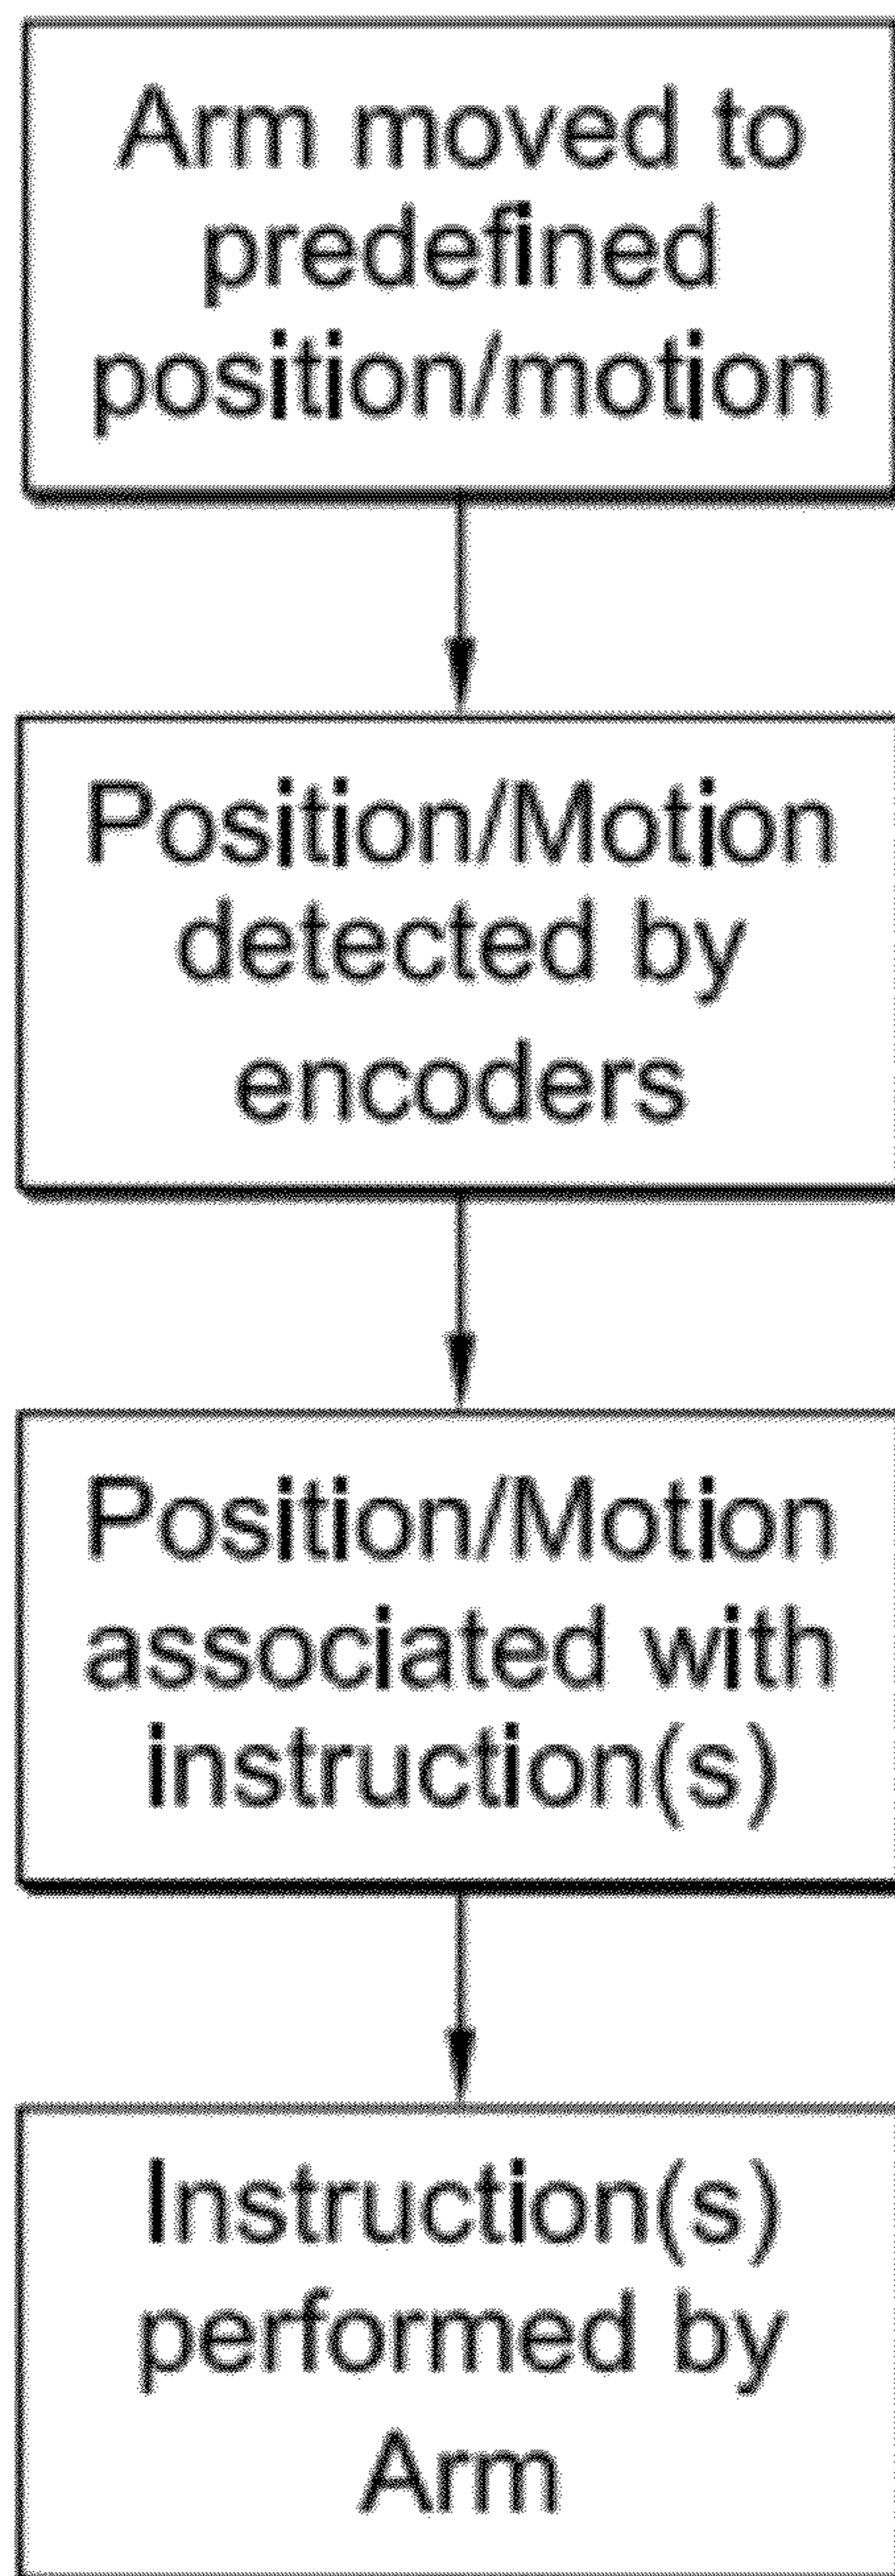 Arm moved to
predefined
position/motion
Position/Motion
detected by
encoders
Position/Motion
associated with
instruction(s)
Instruction(s)
performed by
Arm